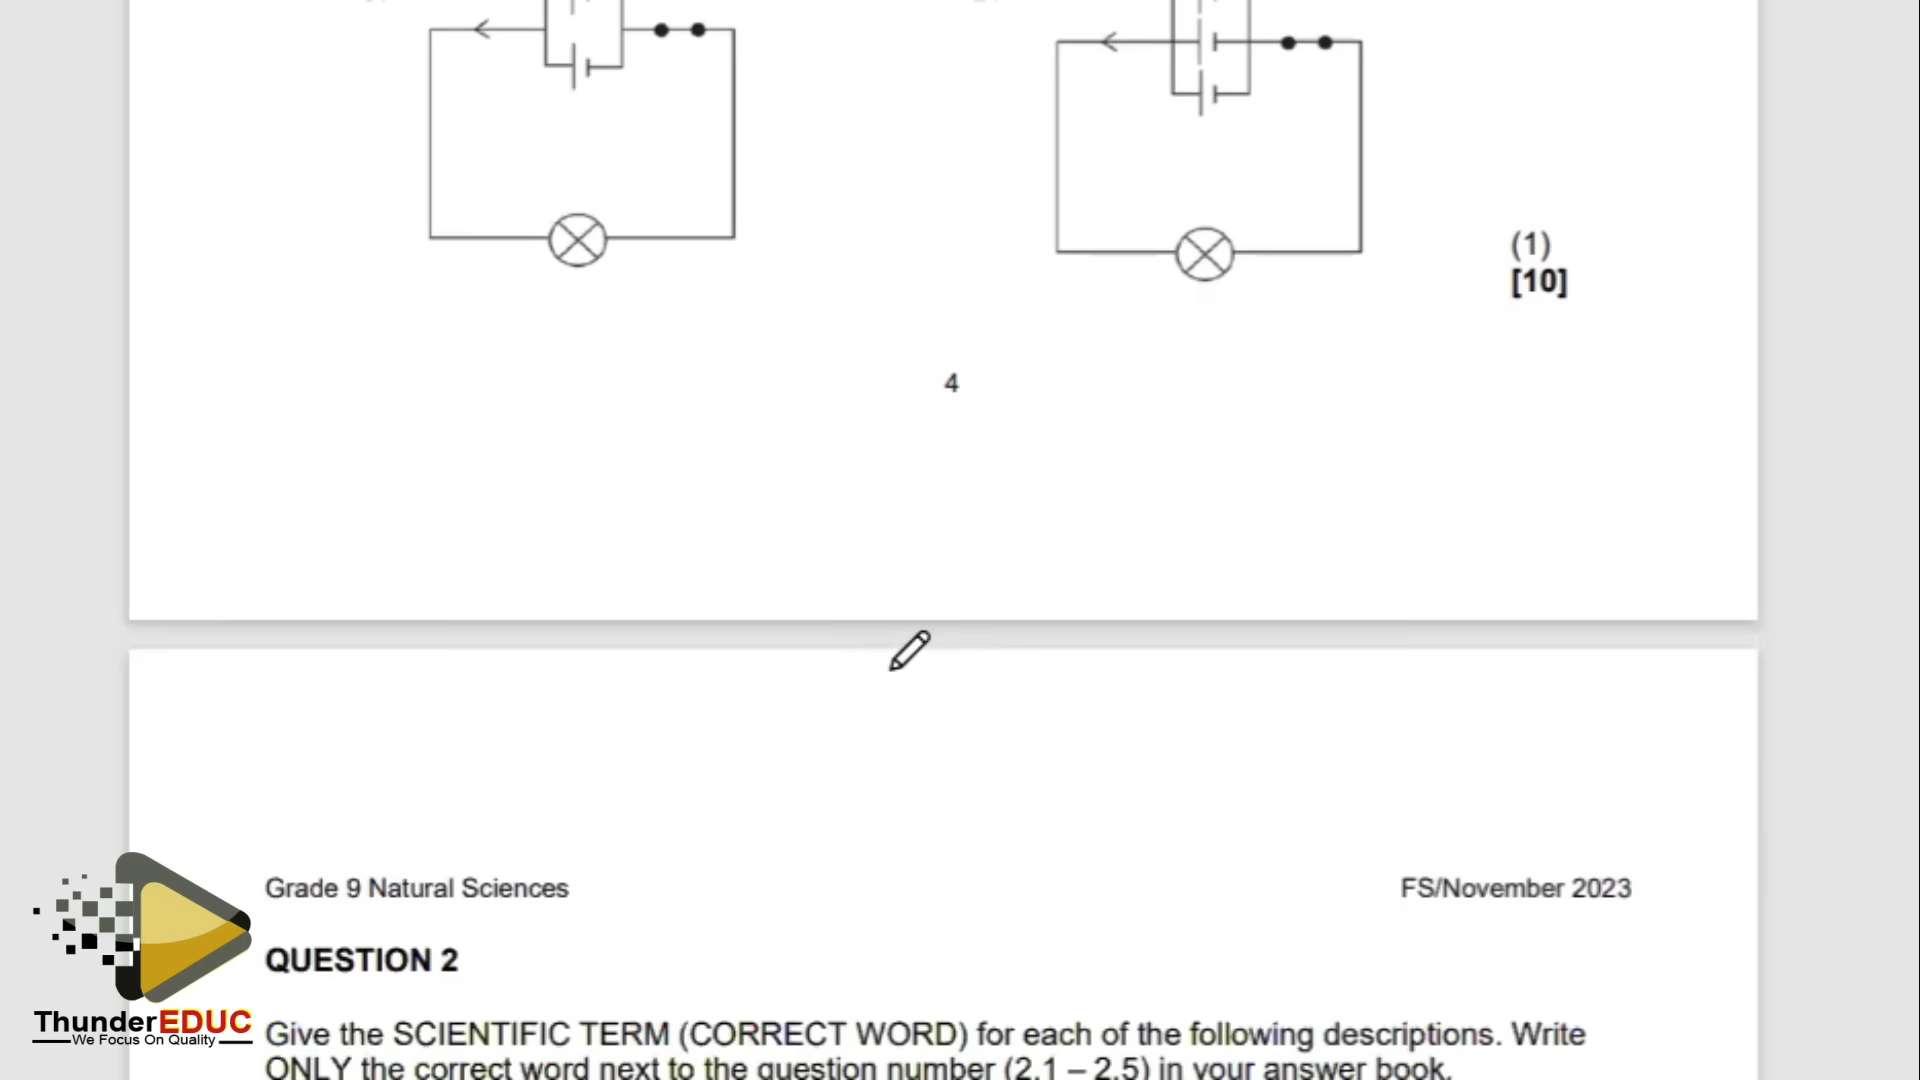 (1)
[10]
4
Grade 9 Natural Sciences
FS/November 2023
QUESTION 2
Give the SCIENTIFIC TERM (CORRECT WORD) for each of the following descriptions. Write
ONLY the correct word next to the question number (2.1 – 2.5) in your answer book.
ThunderEDUC
We Focus On Quality